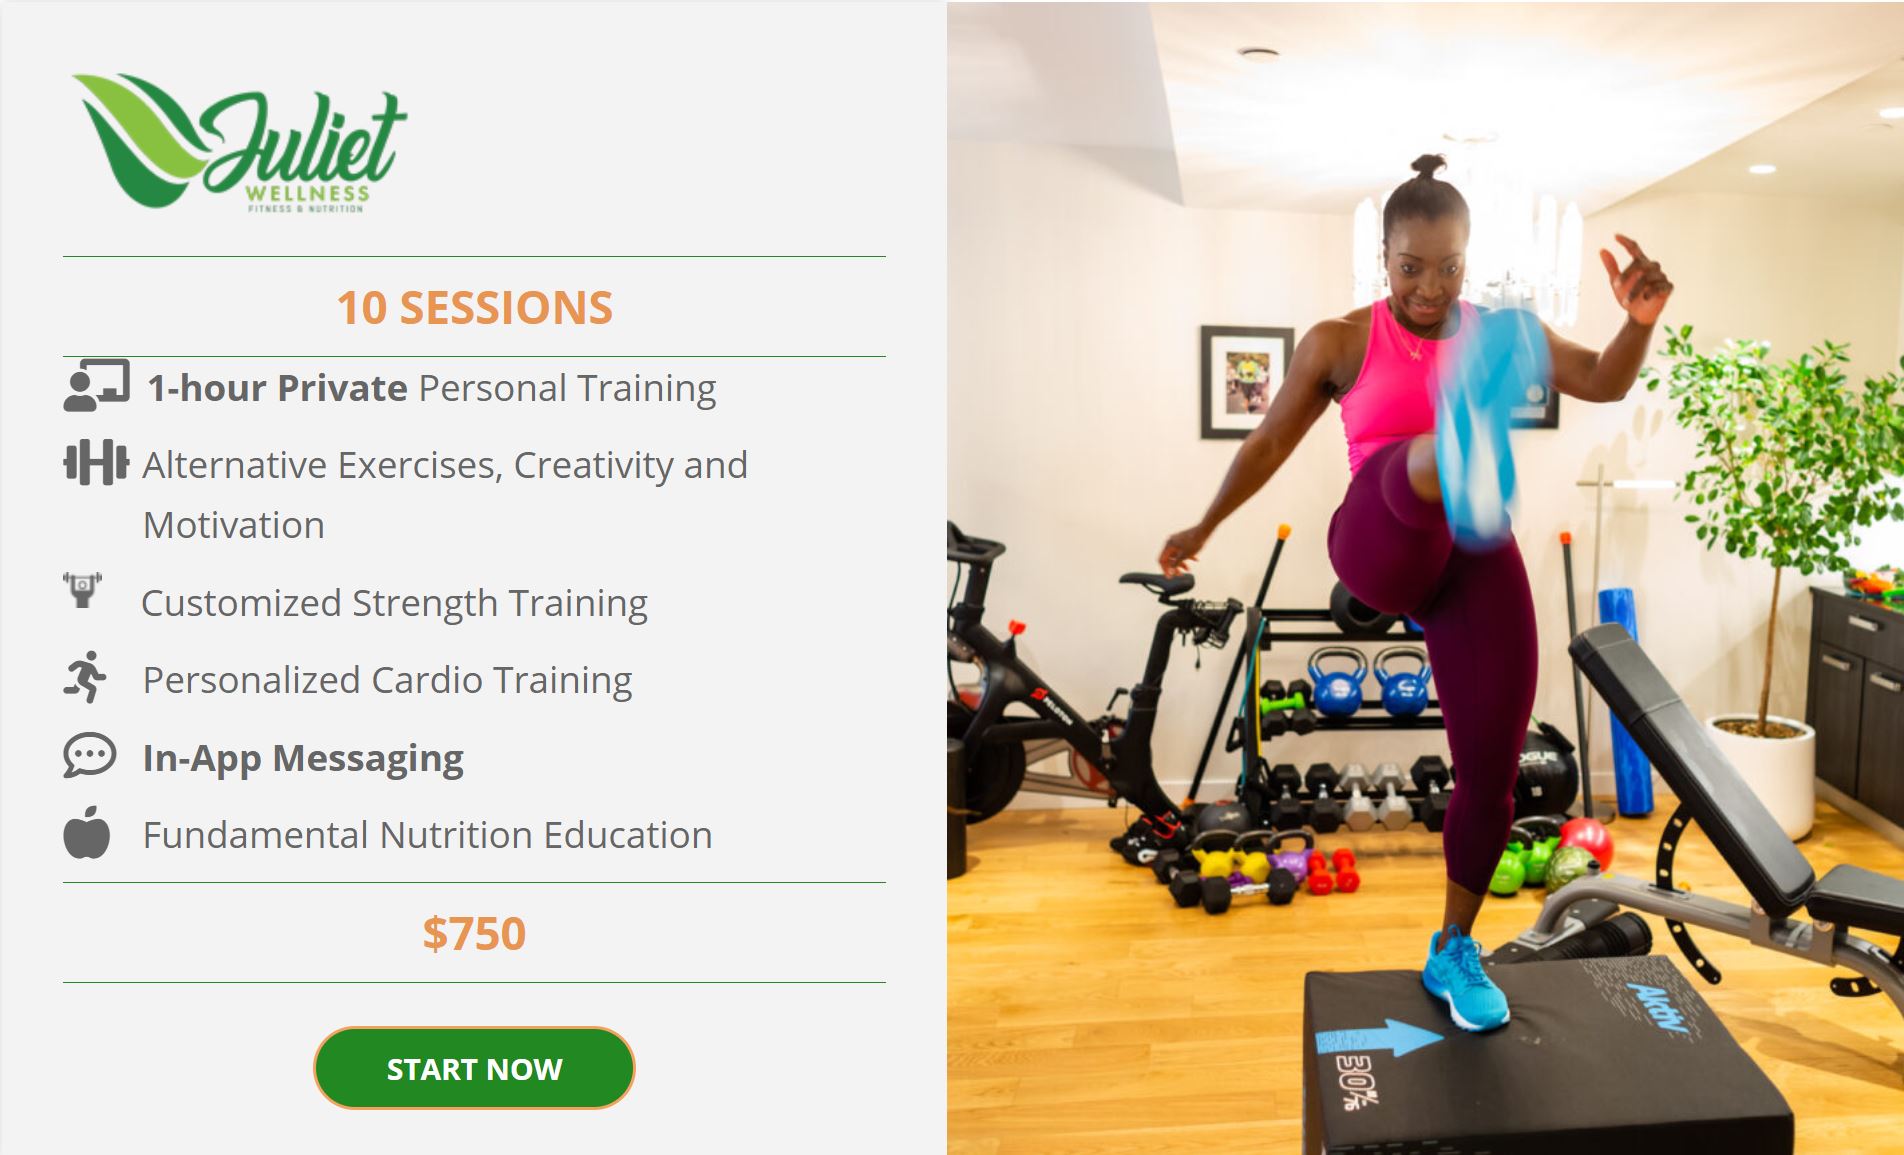 Juliet
WELLNESS
FITNESS & NUTRITION
10 SESSIONS
1-hour Private Personal Training
Alternative Exercises, Creativity and
Motivation
Customized Strength Training
Personalized Cardio Training
In-App Messaging
Fundamental Nutrition Education
$750
START NOW
PELOTON
Aktiv
30%